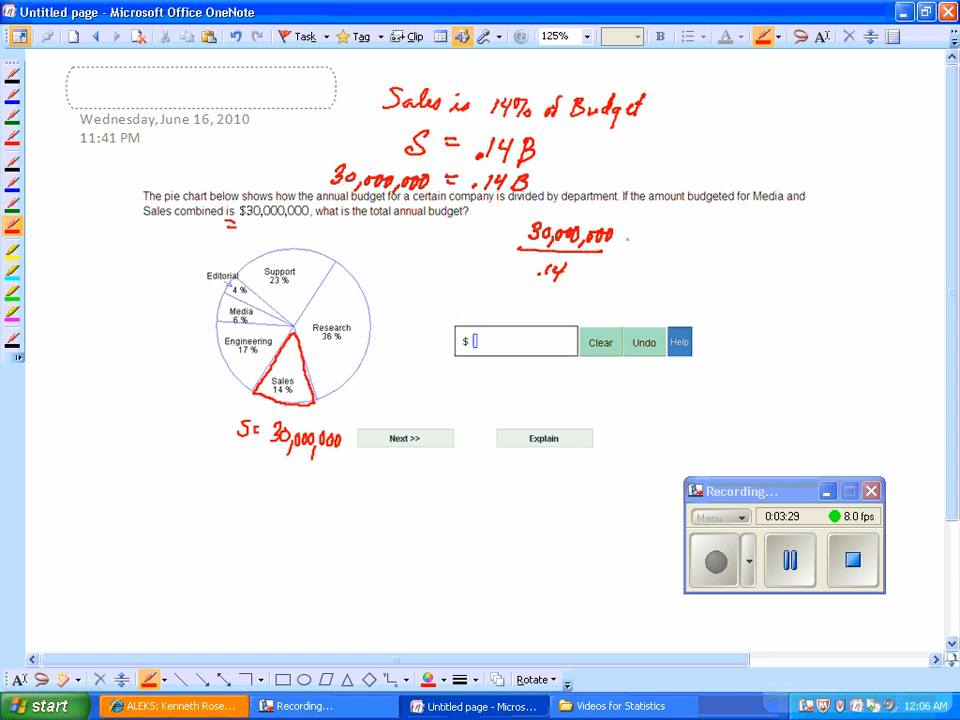 Untitled page - Microsoft Office OneNote
Task
Tag
Clip
125%
Wednesday, June 16, 2010
11:41 PM
Sales is 14% of Budget
S = .14 B
30,000,000 = .14 B
The pie chart below shows how the annual budget for a certain company is divided by department. If the amount budgeted for Media and
Sales combined is $30,000,000, what is the total annual budget?
30,000,000
.14
Editorial
4 %
Support
23 %
Media
6 %
Research
36 %
Engineering
17 %
Sales
14 %
$
Clear
Undo
Help
S= 30,000,000
Next >>
Explain
Recording...
Menu
0:03:29
8.0 fps
Rotate
start
ALEKS: Kenneth Rose...
Recording...
Untitled page - Micros...
Videos for Statistics
12:06 AM